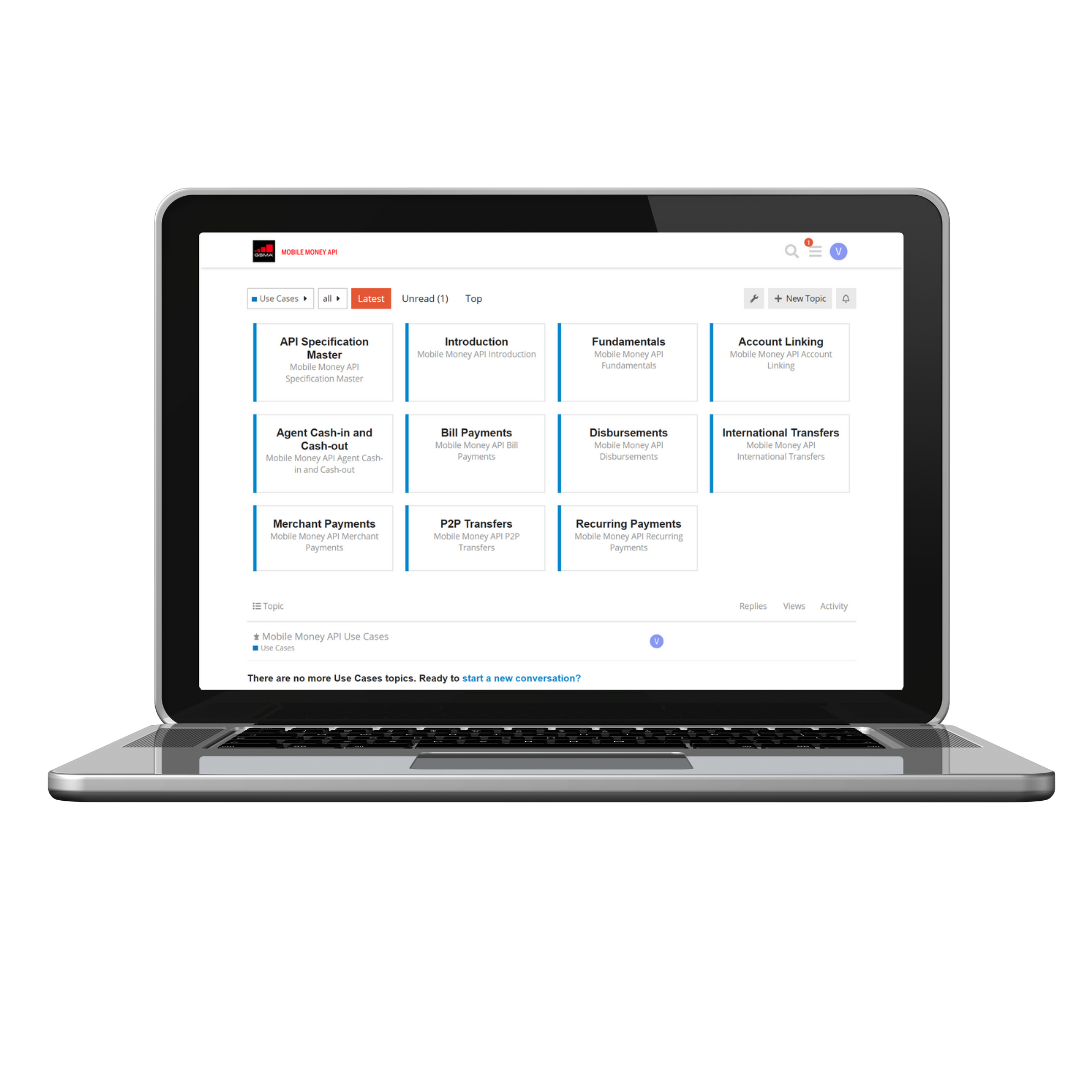 GSMA
MOBILE MONEY API
1
V
Use Cases
all
Latest
Unread (1)
Top
New Topic
API Specification
Master
Mobile Money API
Specification Master
Introduction
Mobile Money API Introduction
Fundamentals
Mobile Money API
Fundamentals
Account Linking
Mobile Money API Account
Linking
Agent Cash-in and
Cash-out
Mobile Money API Agent Cash-
in and Cash-out
Bill Payments
Mobile Money API Bill
Payments
Disbursements
Mobile Money API
Disbursements
International Transfers
Mobile Money API
International Transfers
Merchant Payments
Mobile Money API Merchant
Payments
P2P Transfers
Mobile Money API P2P
Transfers
Recurring Payments
Mobile Money API Recurring
Payments
Topic
Replies
Views
Activity
Mobile Money API Use Cases
V
Use Cases
There are no more Use Cases topics. Ready to start a new conversation?